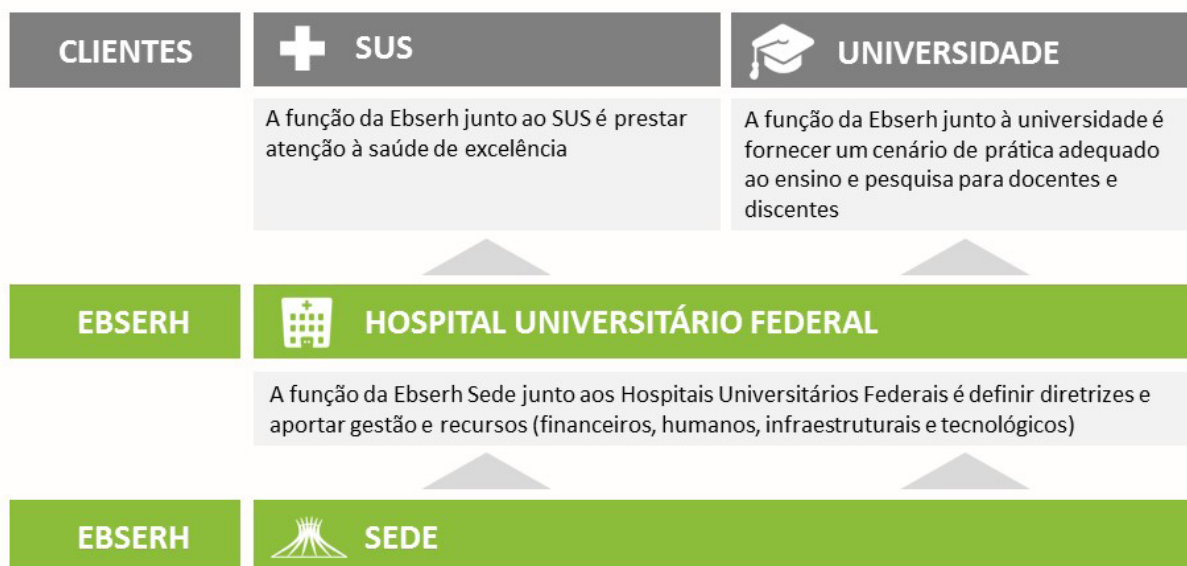 CLIENTES
SUS
UNIVERSIDADE
A função da Ebserh junto ao SUS é prestar
atenção à saúde de excelência
A função da Ebserh junto à universidade é
fornecer um cenário de prática adequado
ao ensino e pesquisa para docentes e
discentes
EBSERH
HOSPITAL UNIVERSITÁRIO FEDERAL
A função da Ebserh Sede junto aos Hospitais Universitários Federais é definir diretrizes e
aportar gestão e recursos (financeiros, humanos, infraestruturais e tecnológicos)
EBSERH
SEDE